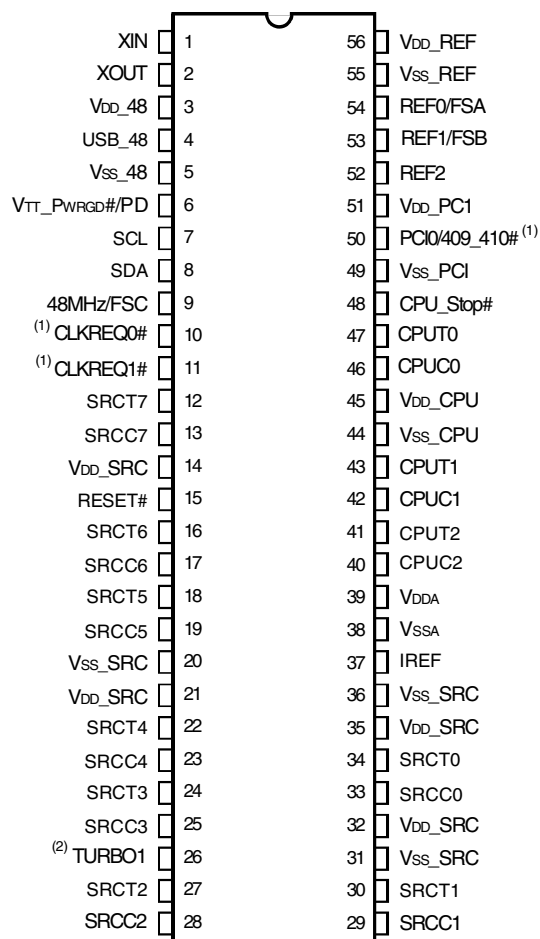 XIN 1 56 VDD_REF
XOUT 2 55 VSS_REF
VDD_48 3 54 REF0/FSA
USB_48 4 53 REF1/FSB
VSS_48 5 52 REF2
VTT_PWRGD#/PD 6 51 VDD_PC1
SCL 7 50 PCI0/409_410# (1)
SDA 8 49 VSS_PCI
48MHz/FSC 9 48 CPU_Stop#
(1) CLKREQ0# 10 47 CPUT0
(1) CLKREQ1# 11 46 CPUC0
SRCT7 12 45 VDD_CPU
SRCC7 13 44 VSS_CPU
VDD_SRC 14 43 CPUT1
RESET# 15 42 CPUC1
SRCT6 16 41 CPUT2
SRCC6 17 40 CPUC2
SRCT5 18 39 VDDA
SRCC5 19 38 VSSA
VSS_SRC 20 37 IREF
VDD_SRC 21 36 VSS_SRC
SRCT4 22 35 VDD_SRC
SRCC4 23 34 SRCT0
SRCT3 24 33 SRCC0
SRCC3 25 32 VDD_SRC
(2) TURBO1 26 31 VSS_SRC
SRCT2 27 30 SRCT1
SRCC2 28 29 SRCC1